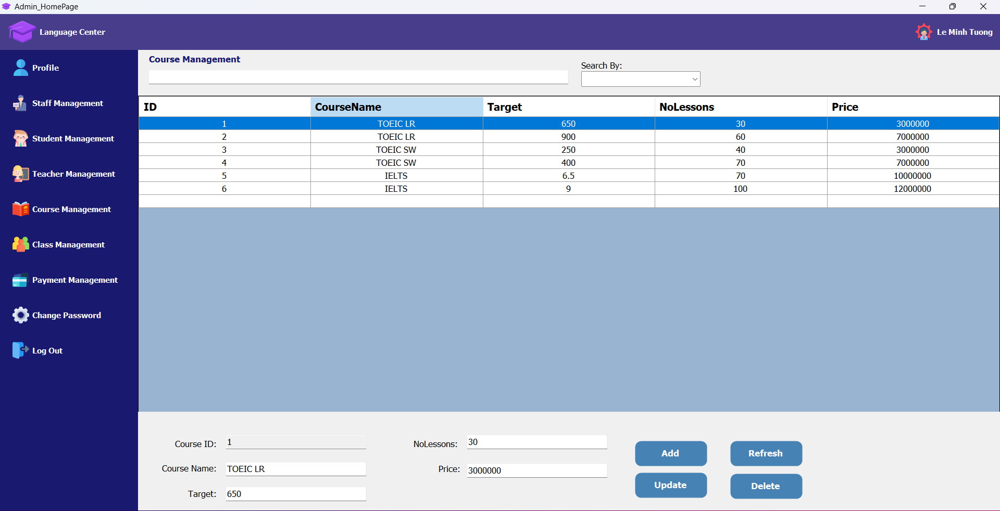 Admin_HomePage
Language Center
Le Minh Tuong
Profile
Staff Management
Student Management
Teacher Management
Course Management
Class Management
Payment Management
Change Password
Log Out
Course Management
Search By:
ID CourseName Target NoLessons Price
1 TOEIC LR 650 30 3000000
2 TOEIC LR 900 60 7000000
3 TOEIC SW 250 40 3000000
4 TOEIC SW 400 70 7000000
5 IELTS 6.5 70 10000000
6 IELTS 9 100 12000000
Course ID: 1
Course Name: TOEIC LR
Target: 650
NoLessons: 30
Price: 3000000
Add
Refresh
Update
Delete